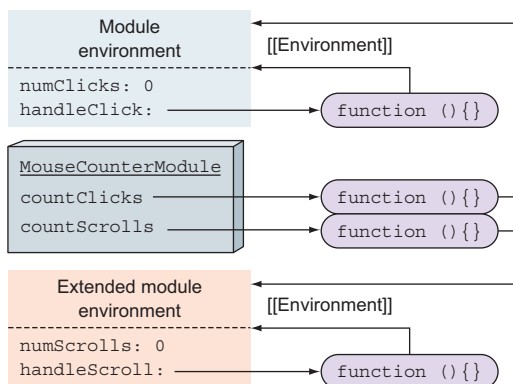 Module
environment
[[Environment]]
numClicks: 0
handleClick:
function (){}
MouseCounterModule
countClicks
function (){}
countScrolls
function (){}
Extended module
environment
[[Environment]]
numScrolls: 0
handleScroll:
function (){}